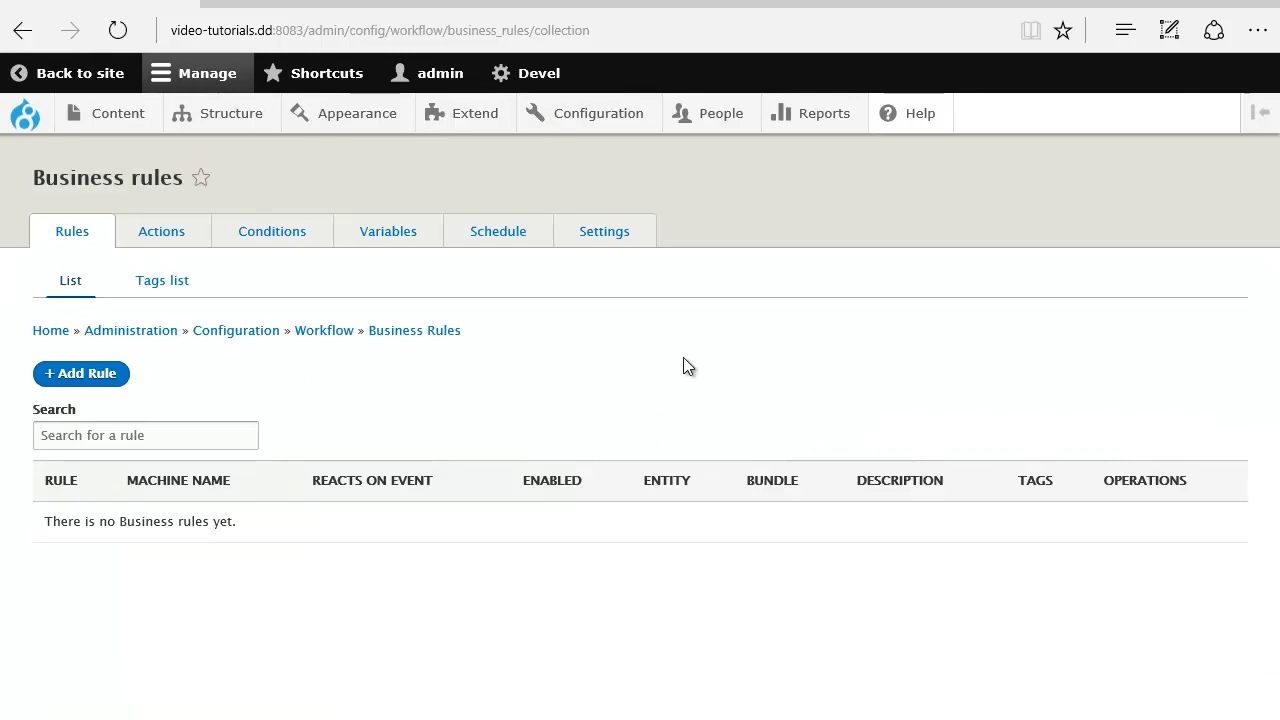 video-tutorials.dd:8083/admin/config/workflow/business_rules/collection
Back to site Manage Shortcuts admin Devel
Content Structure Appearance Extend Configuration People Reports Help
Business rules
Rules Actions Conditions Variables Schedule Settings
List Tags list
Home » Administration » Configuration » Workflow » Business Rules
+ Add Rule
Search
Search for a rule
RULE MACHINE NAME REACTS ON EVENT ENABLED ENTITY BUNDLE DESCRIPTION TAGS OPERATIONS
There is no Business rules yet.